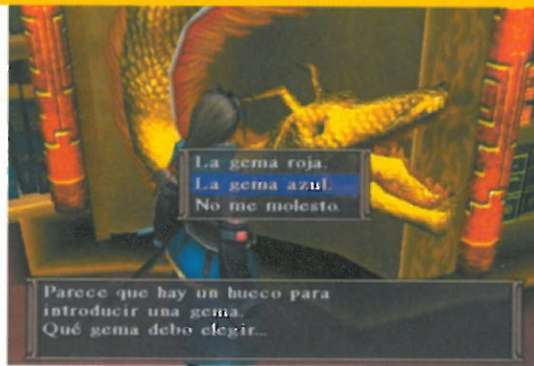 La gema roja.
La gema azul.
No me molesto.
Parece que hay un hueco para
introducir una gema.
Qué gema debo elegir...